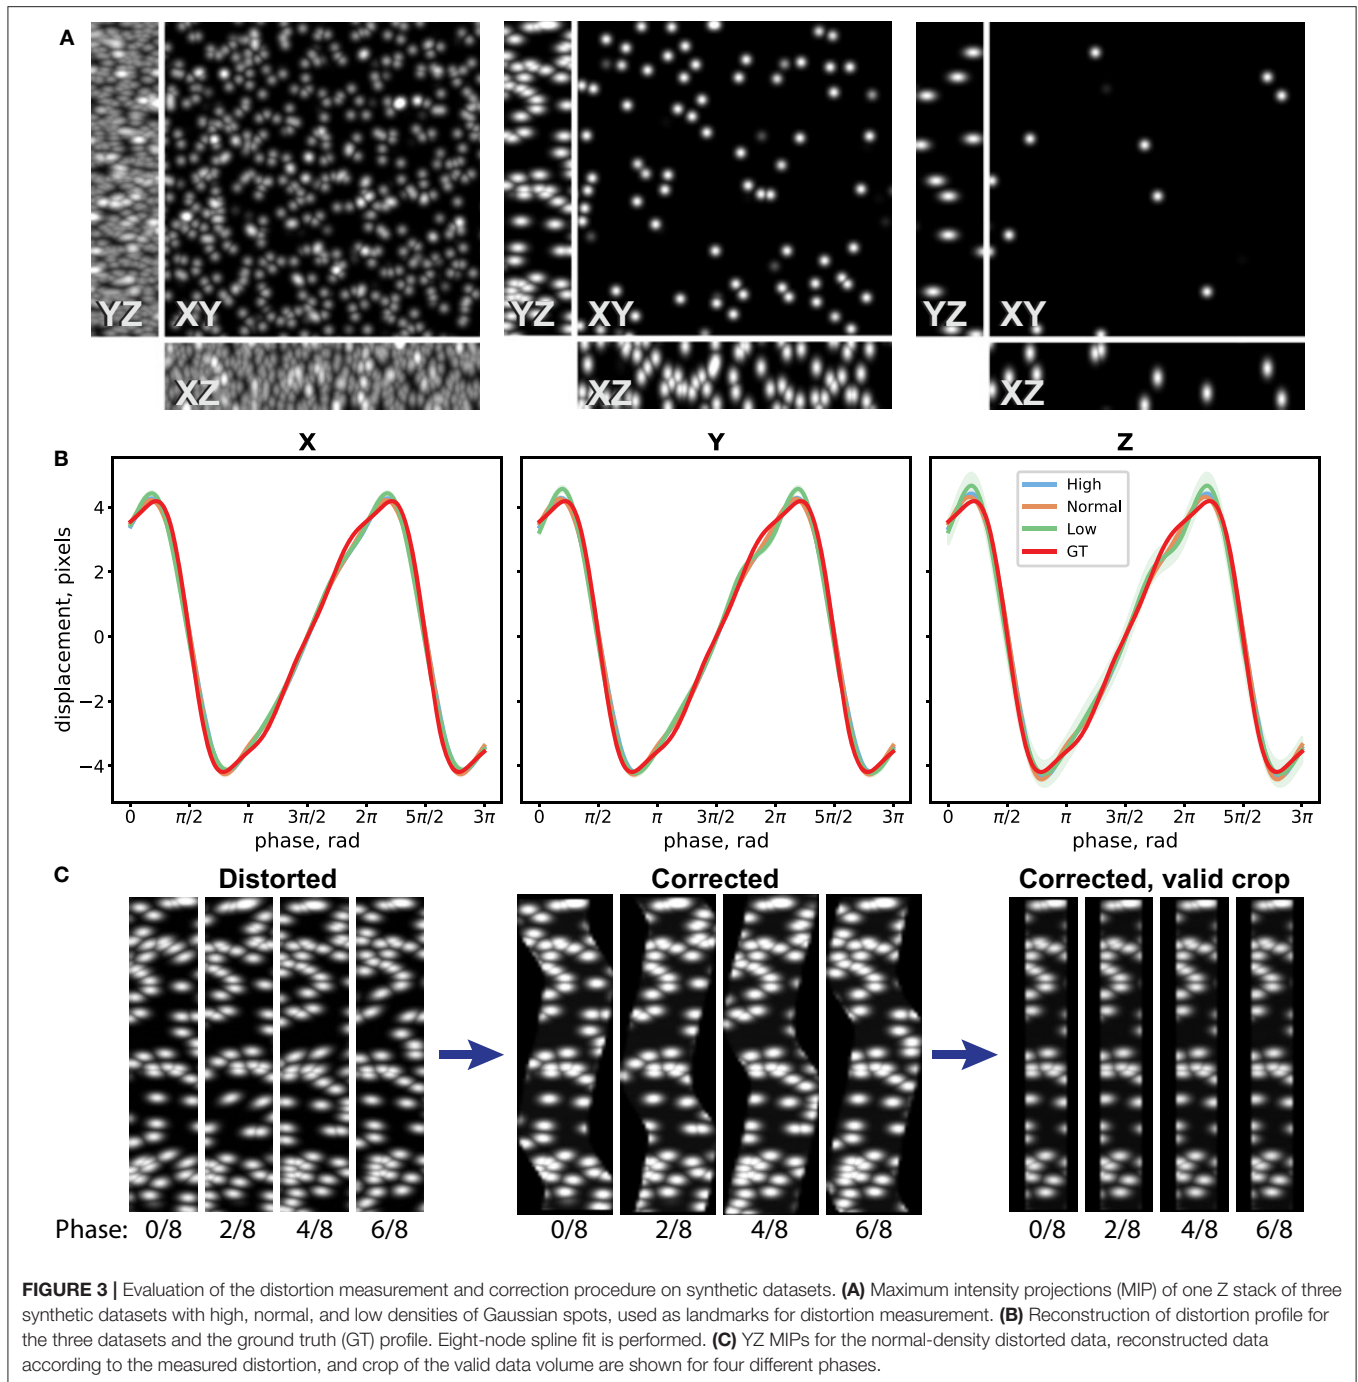 A
YZ XY
XZ
YZ XY
XZ
YZ XY
XZ
B
X Y Z
displacement, pixels
4
2
0
−2
−4
High
Normal
Low
GT
0 π/2 π 3π/2 2π 5π/2 3π
0 π/2 π 3π/2 2π 5π/2 3π
0 π/2 π 3π/2 2π 5π/2 3π
phase, rad phase, rad phase, rad
C
Distorted Corrected Corrected, valid crop
Phase: 0/8 2/8 4/8 6/8 0/8 2/8 4/8 6/8 0/8 2/8 4/8 6/8
FIGURE 3 | Evaluation of the distortion measurement and correction procedure on synthetic datasets. (A) Maximum intensity projections (MIP) of one Z stack of three
synthetic datasets with high, normal, and low densities of Gaussian spots, used as landmarks for distortion measurement. (B) Reconstruction of distortion profile for
the three datasets and the ground truth (GT) profile. Eight-node spline fit is performed. (C) YZ MIPs for the normal-density distorted data, reconstructed data
according to the measured distortion, and crop of the valid data volume are shown for four different phases.